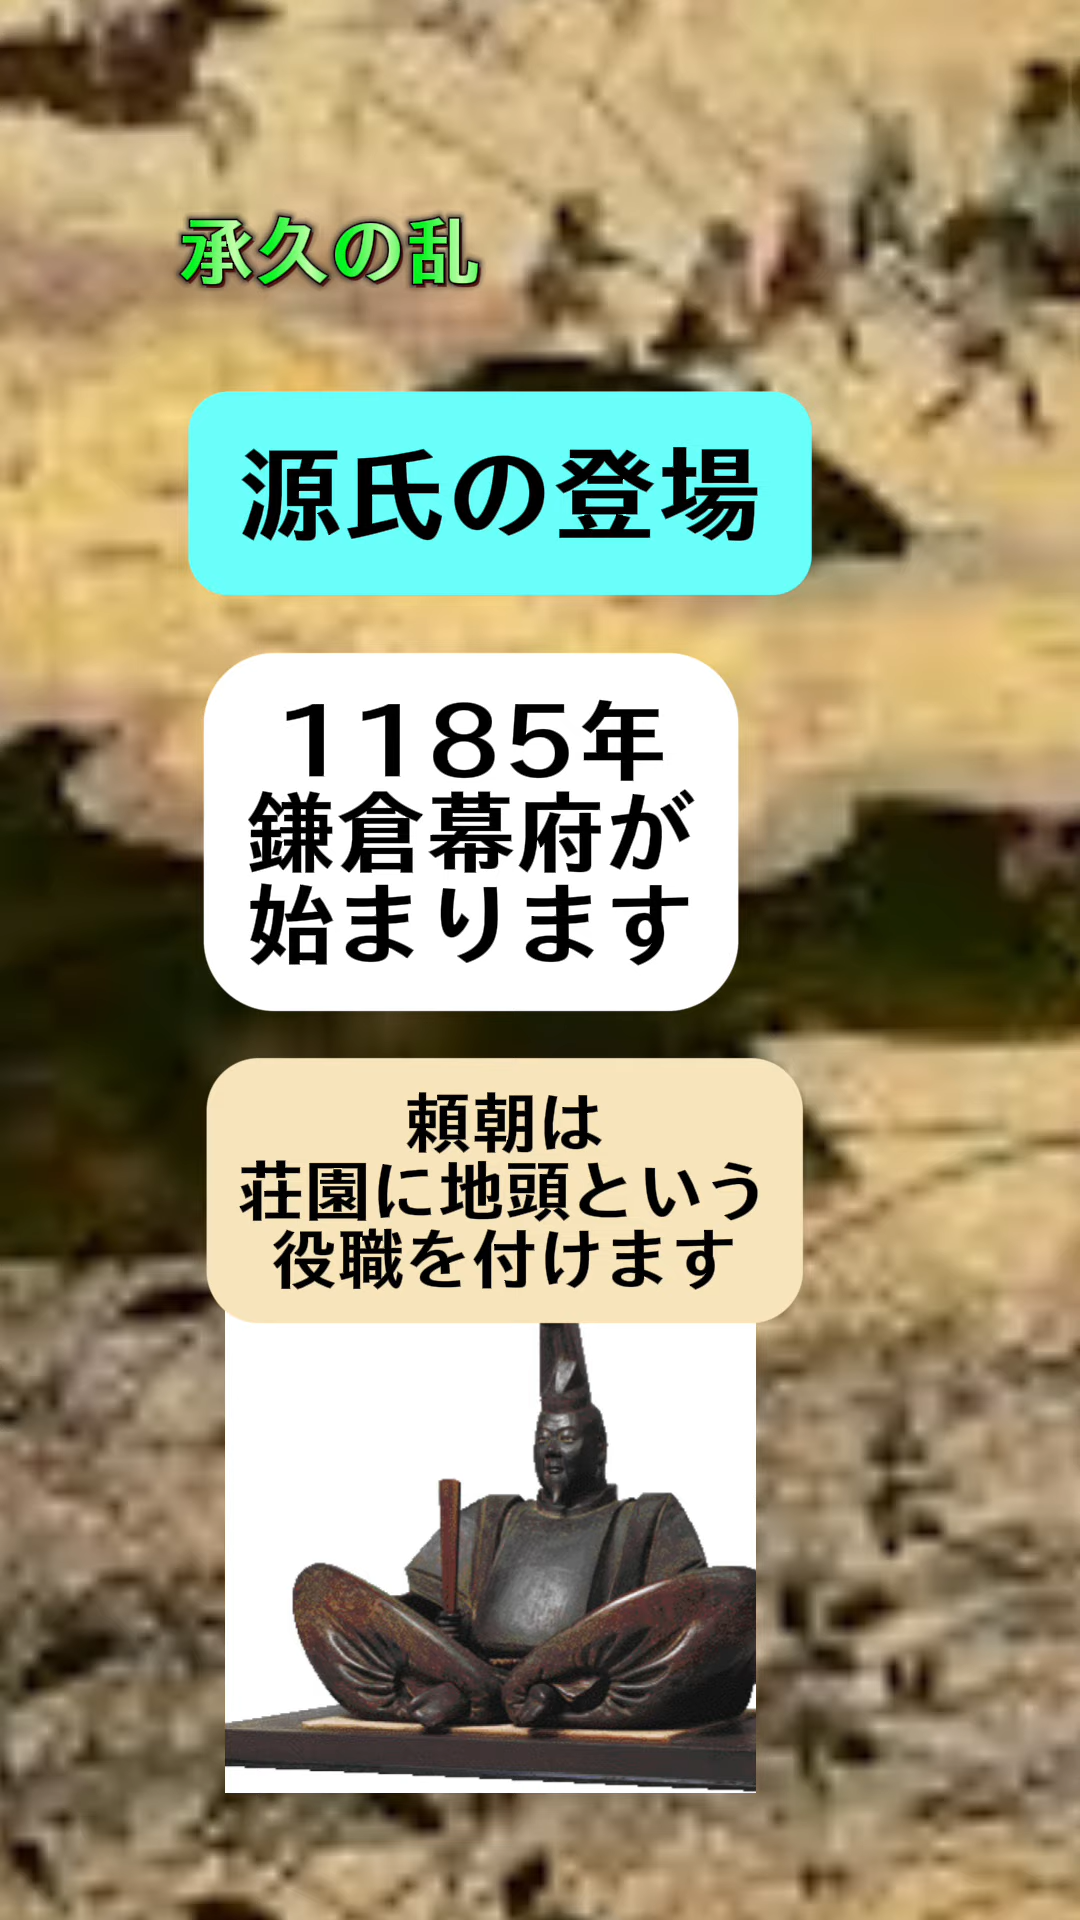 承久の乱
源氏の登場
1185年
鎌倉幕府が
始まります
頼朝は
荘園に地頭という
役職を付けます